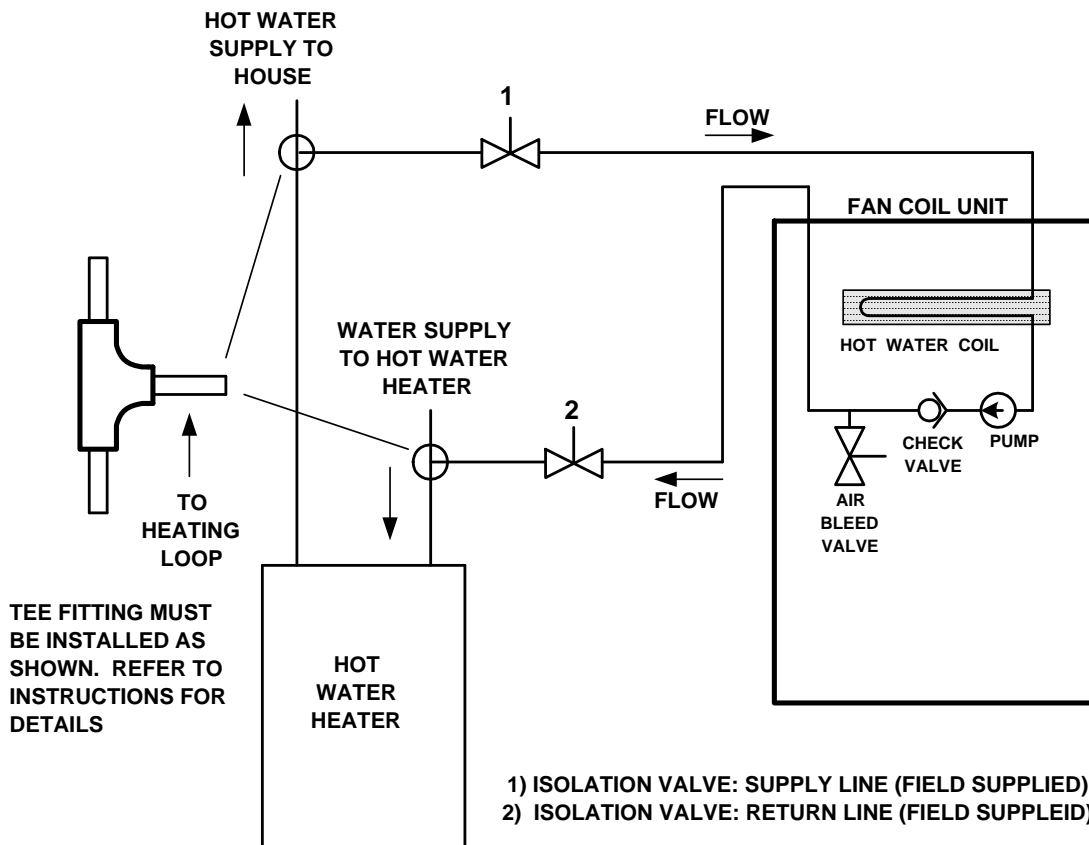 HOT WATER
SUPPLY TO
HOUSE
1
FLOW
FAN COIL UNIT
HOT WATER COIL
WATER SUPPLY
TO HOT WATER
HEATER
2
FLOW
CHECK
VALVE
PUMP
AIR
BLEED
VALVE
TO
HEATING
LOOP
TEE FITTING MUST
BE INSTALLED AS
SHOWN. REFER TO
INSTRUCTIONS FOR
DETAILS
HOT
WATER
HEATER
1) ISOLATION VALVE: SUPPLY LINE (FIELD SUPPLIED)
2) ISOLATION VALVE: RETURN LINE (FIELD SUPPLEID)